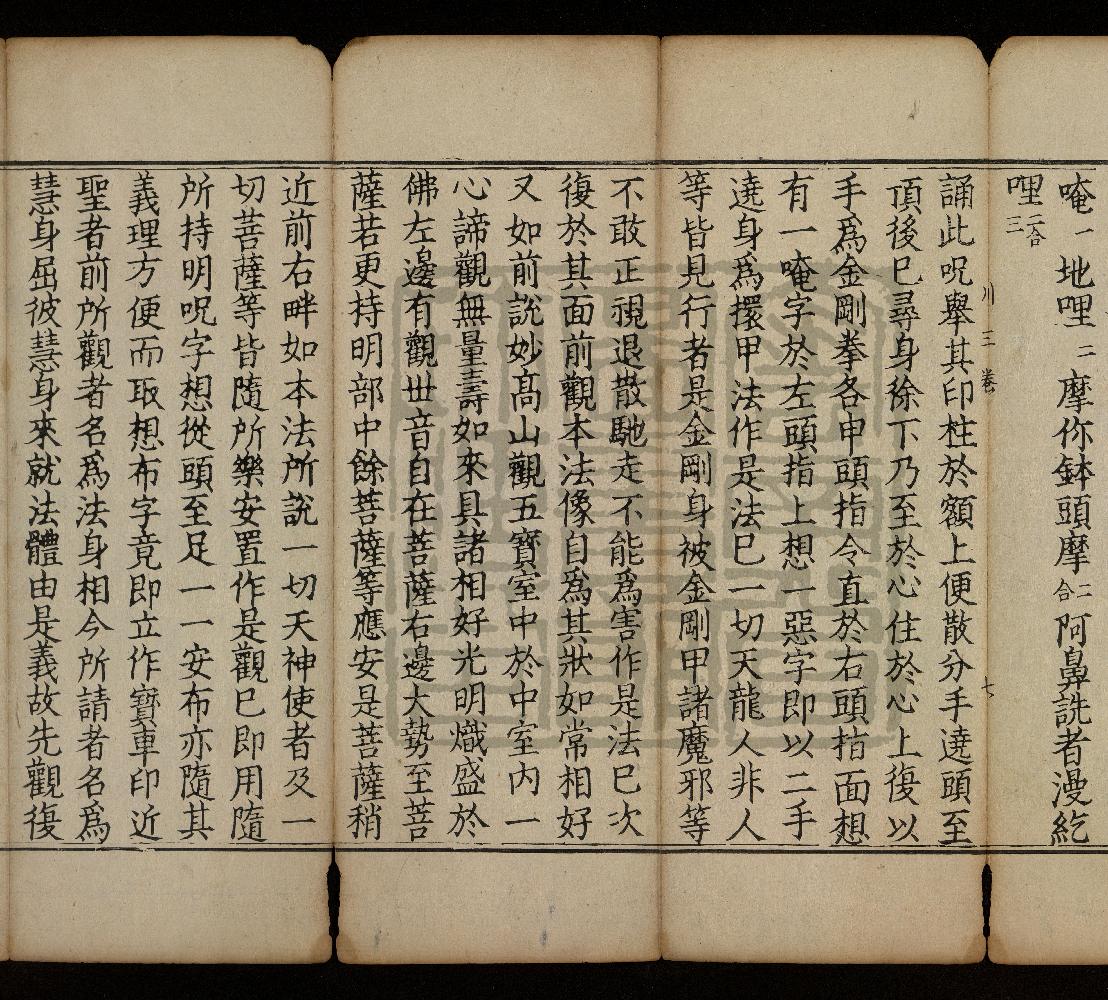 唵一地哩二摩你鉢頭摩二合阿鼻詵者漫紇
哩二合三
川 三卷 七
誦此呪舉其印柱於額上便散分手遶頭至
頂後巳尋身徐下乃至於心住於心上復以
手爲金剛拳各申頭指令直於右頭指面想
有一唵字於左頭指上想一惡字即以二手
遶身爲擐甲法作是法巳一切天龍人非人
等皆見行者是金剛身被金剛甲諸魔邪等
不敢正視退散馳走不能爲害作是法巳次
復於其面前觀本法像自爲其狀如常相好
又如前說妙高山觀五寶室中於中室內一
心諦觀無量壽如來具諸相好光明熾盛於
佛左邊有觀世音自在菩薩右邊大勢至菩
薩若更持明部中餘菩薩等應安是菩薩稍
近前右畔如本法所說一切天神使者及一
切菩薩等皆隨所樂安置作是觀巳即用隨
所持明呪字想從頭至足一一安布亦隨其
義理方便而取想布字竟即立作寶車印近
聖者前所觀者名爲法身相今所請者名爲
慧身屈彼慧身來就法體由是義故先觀復